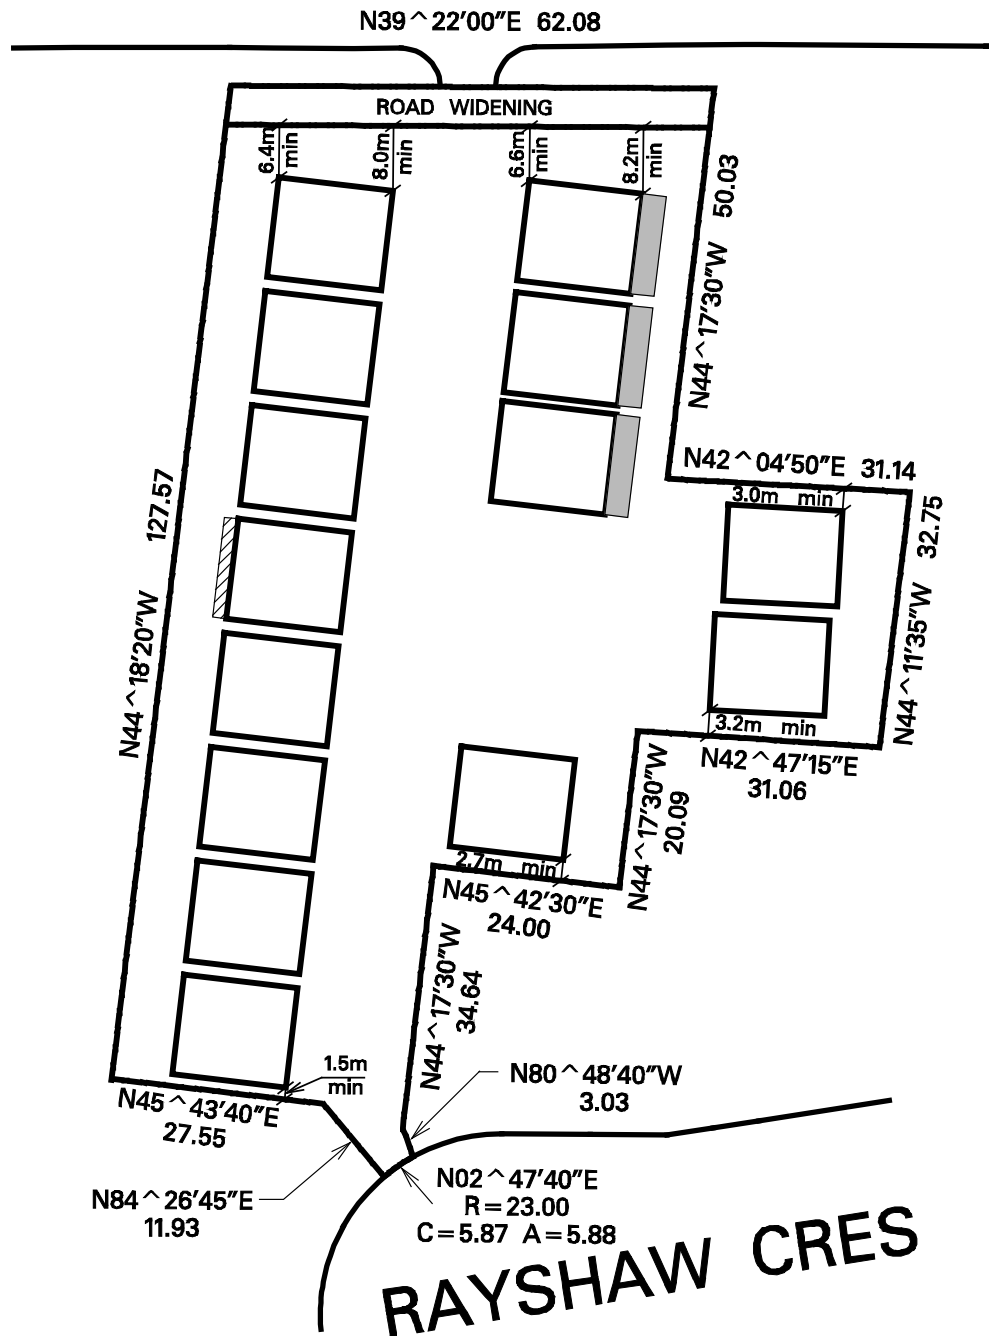 N39^22'00"E 62.08
ROAD WIDENING
6.4m
min
8.0m
min
6.6m
min
8.2m
min
50.03
N44^17'30"W
N42^04'50"E 31.14
3.0m min
32.75
N44^11'35"W
127.57
N44^18'20"W
3.2m min
N42^47'15"E
31.06
N44^17'30"W
20.09
2.7m min
N45^42'30"E
24.00
N44^17'30"W
34.64
1.5m
min
N80^48'40"W
3.03
N45^43'40"E
27.55
N84^26'45"E
11.93
N02^47'40"E
R=23.00
C=5.87 A=5.88
RAYSHAW CRES